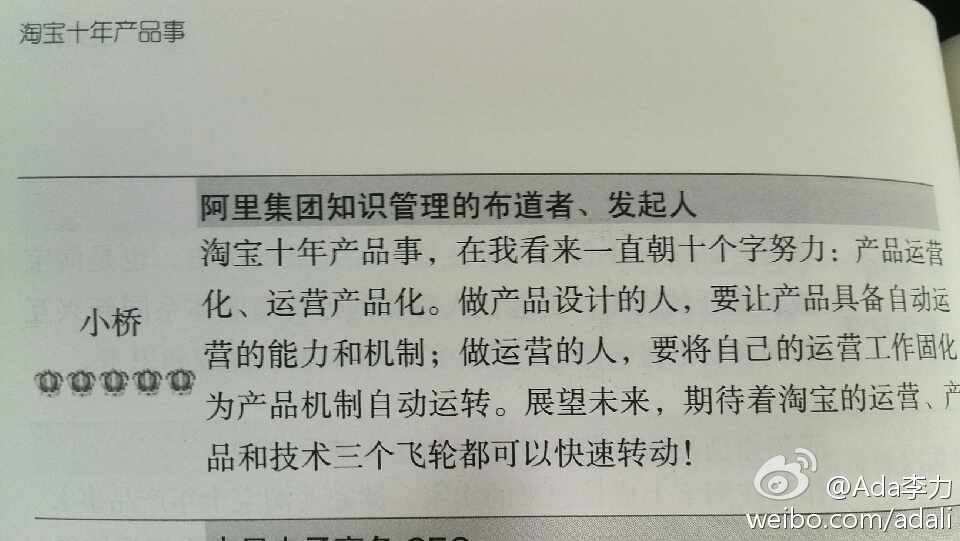 淘宝十年产品事
阿里集团知识管理的布道者、发起人
小桥
淘宝十年产品事，在我看来一直朝十个字努力：产品运营
化、运营产品化。做产品设计的人，要让产品具备自动运
营的能力和机制；做运营的人，要将自己的运营工作固化
为产品机制自动运转。展望未来，期待着淘宝的运营、产
品和技术三个飞轮都可以快速转动！
CEO
@Ada李力
weibo.com/adali